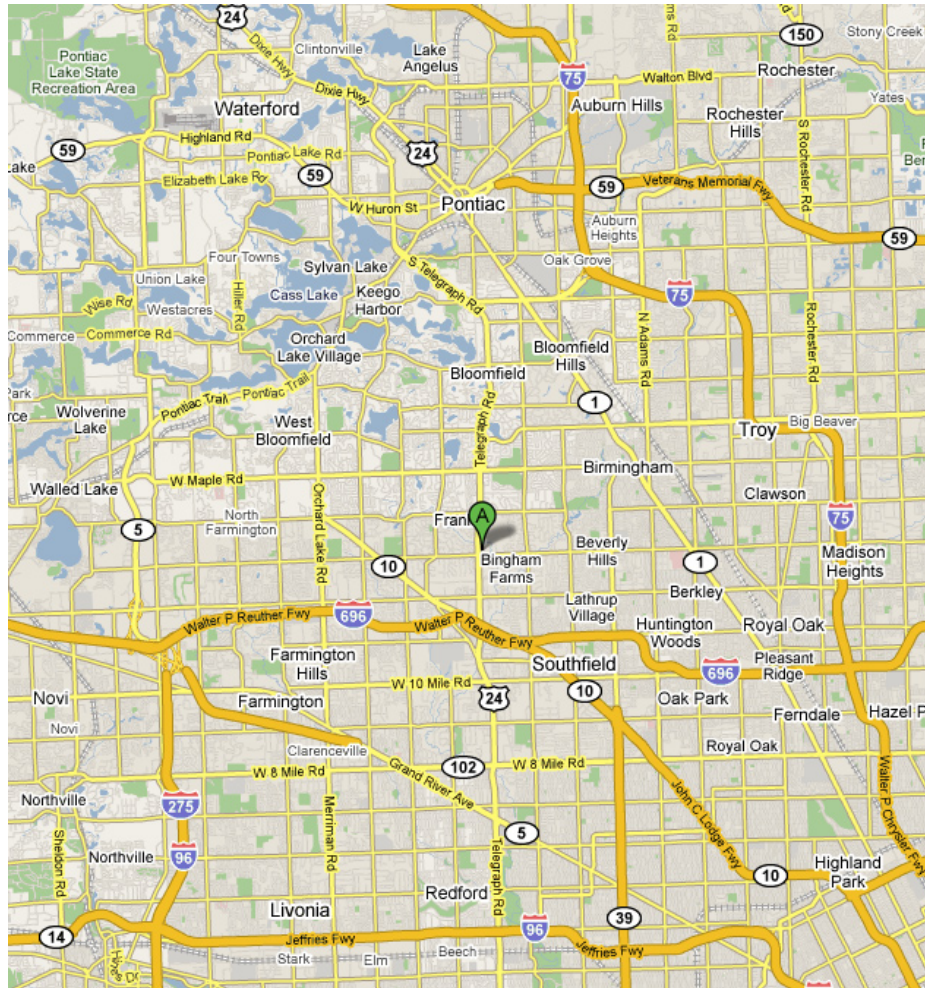 24
Dixie Hwy
Clintonville
Lake
Angelus
Dixie Hwy
Pontiac
Lake State
Recreation Area
Waterford
75
Walton Blvd
150
Rochester
Stony Creek
Auburn Hills
Rochester
Hills
Yates
S Rochester Rd
59
Highland Rd
Lake
Pontiac Lake Rd
24
Elizabeth Lake Rd
59
W Huron St
Pontiac
59
Veterans Memorial Fwy
59
Auburn
Heights
Oak Grove
Four Towns
Sylvan Lake
S Telegraph Rd
Union Lake
Cass Lake
Keego
Harbor
75
Wise Rd
Westacres
Hiller Rd
Commerce
Commerce Rd
Orchard
Lake Village
N Adams Rd
Rochester Rd
Bloomfield
Hills
Bloomfield
Park
Pontiac Trail
Pontiac Trail
1
rce
Wolverine
Lake
West
Bloomfield
Telegraph Rd
Troy
Big Beaver
Birmingham
W Maple Rd
Walled Lake
Clawson
5
North
Farmington
Orchard Lake Rd
Frank
A
75
Beverly
Hills
Madison
Heights
Bingham
Farms
10
1
Berkley
Lathrup
Village
Walter P Reuther Fwy
696
Walter P Reuther Fwy
Huntington
Woods
Royal Oak
Farmington
Hills
Southfield
Pleasant
Ridge
696
Novi
W 10 Mile Rd
24
10
Oak Park
Farmington
Ferndale
Hazel P
Novi
Clarenceville
Royal Oak
W 8 Mile Rd
102
W 8 Mile Rd
Grand River Ave
John C Lodge Fwy
Walter P Chrysler Fwy
Northville
275
Merriman Rd
5
Sheldon Rd
Northville
96
Telegraph Rd
Highland
Park
10
Redford
Livonia
39
96
14
Jeffries Fwy
Jeffries Fwy
Stark
Elm
Beech
Hines Dr